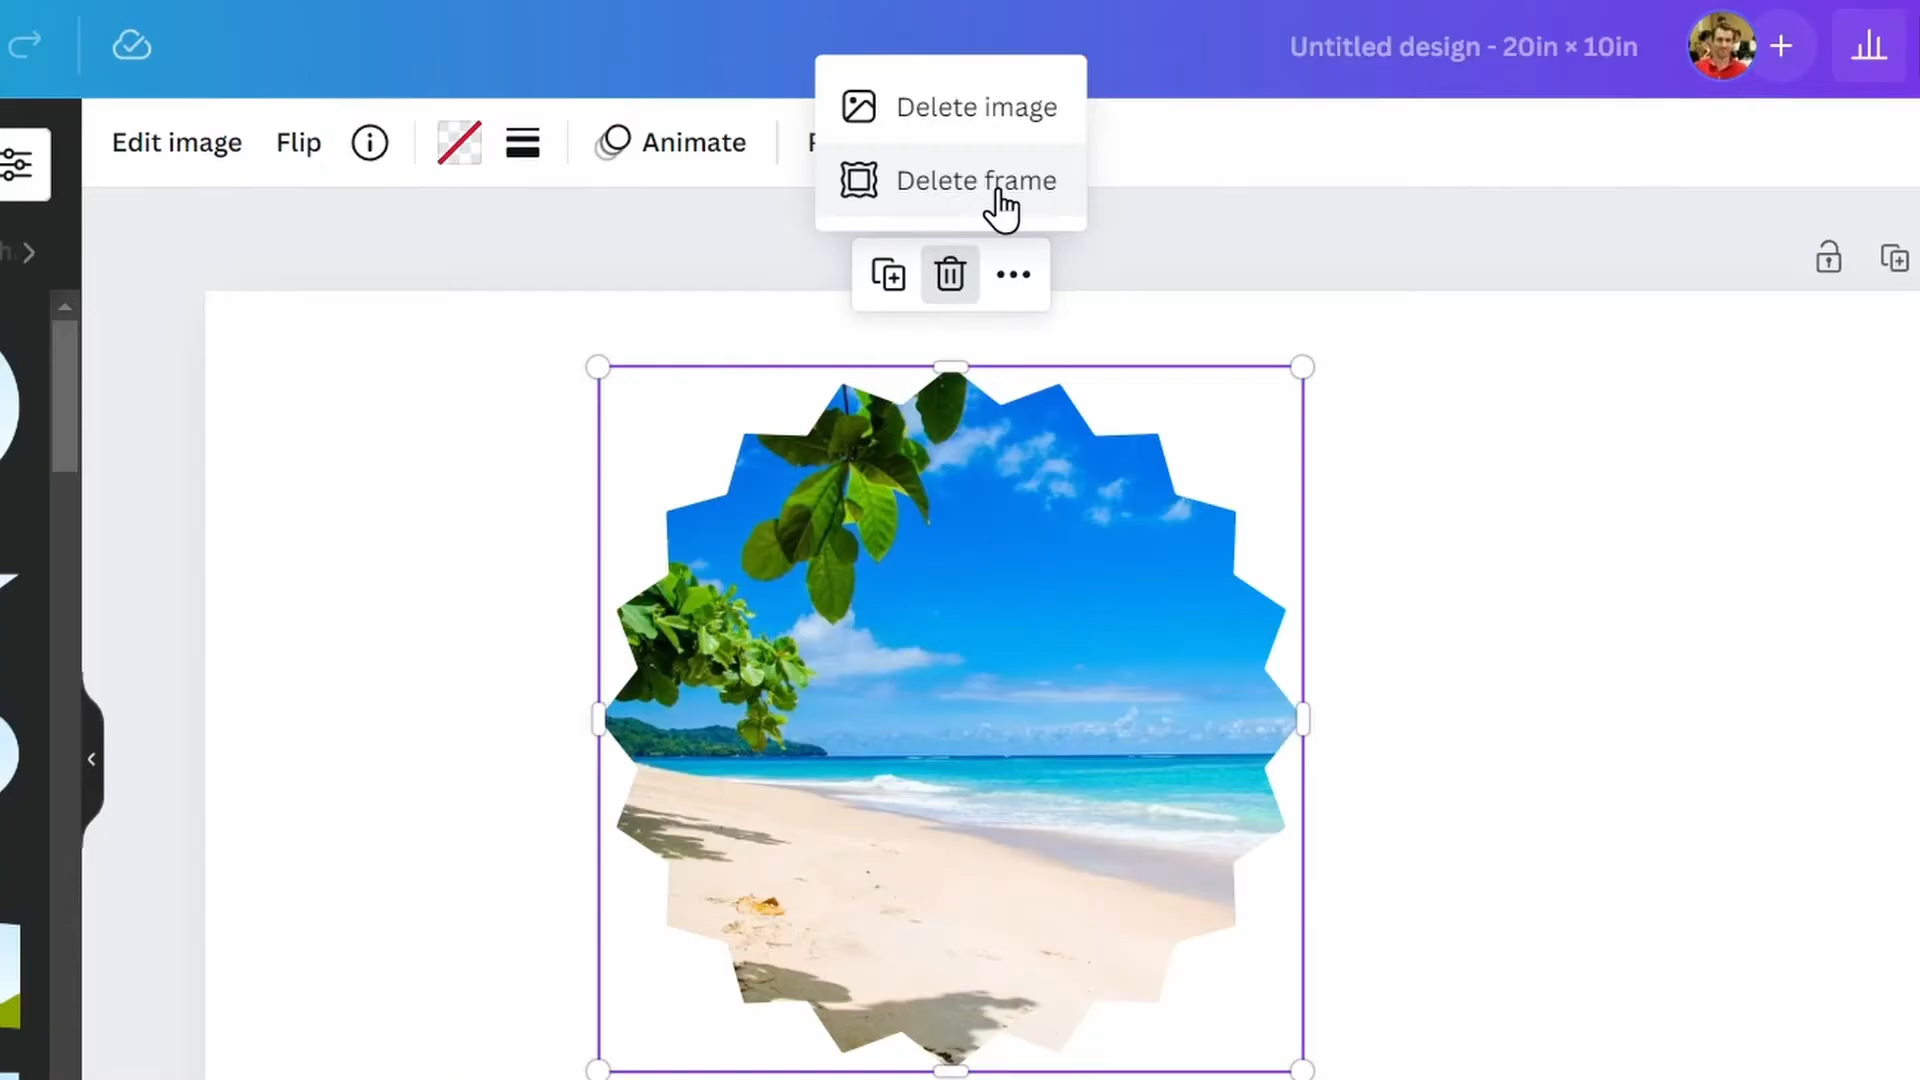 Untitled design - 20in × 10in
Delete image
Edit image
Flip
Animate
Delete frame